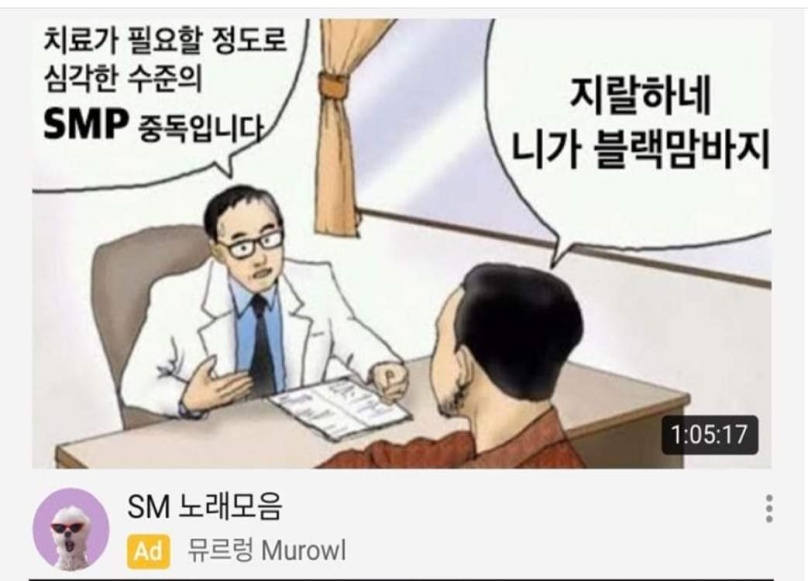 치료가 필요할 정도로
심각한 수준의
SMP 중독입니다
지랄하네
니가 블랙맘바지
1:05:17
SM 노래모음
Ad 뮤르렁 Murowl